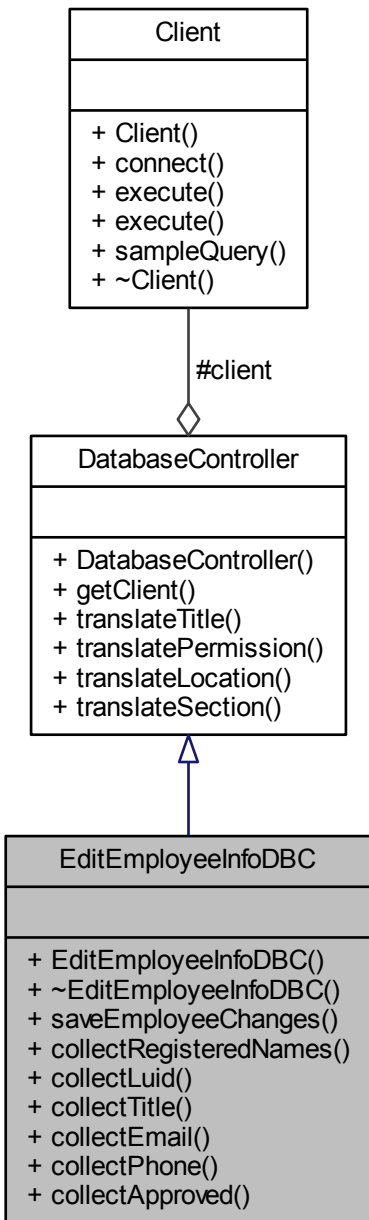 Client
+ Client()
+ connect()
+ execute()
+ execute()
+ sampleQuery()
+ ~Client()
#client
DatabaseController
+ DatabaseController()
+ getClient()
+ translateTitle()
+ translatePermission()
+ translateLocation()
+ translateSection()
EditEmployeeInfoDBC
+ EditEmployeeInfoDBC()
+ ~EditEmployeeInfoDBC()
+ saveEmployeeChanges()
+ collectRegisteredNames()
+ collectLuid()
+ collectTitle()
+ collectEmail()
+ collectPhone()
+ collectApproved()